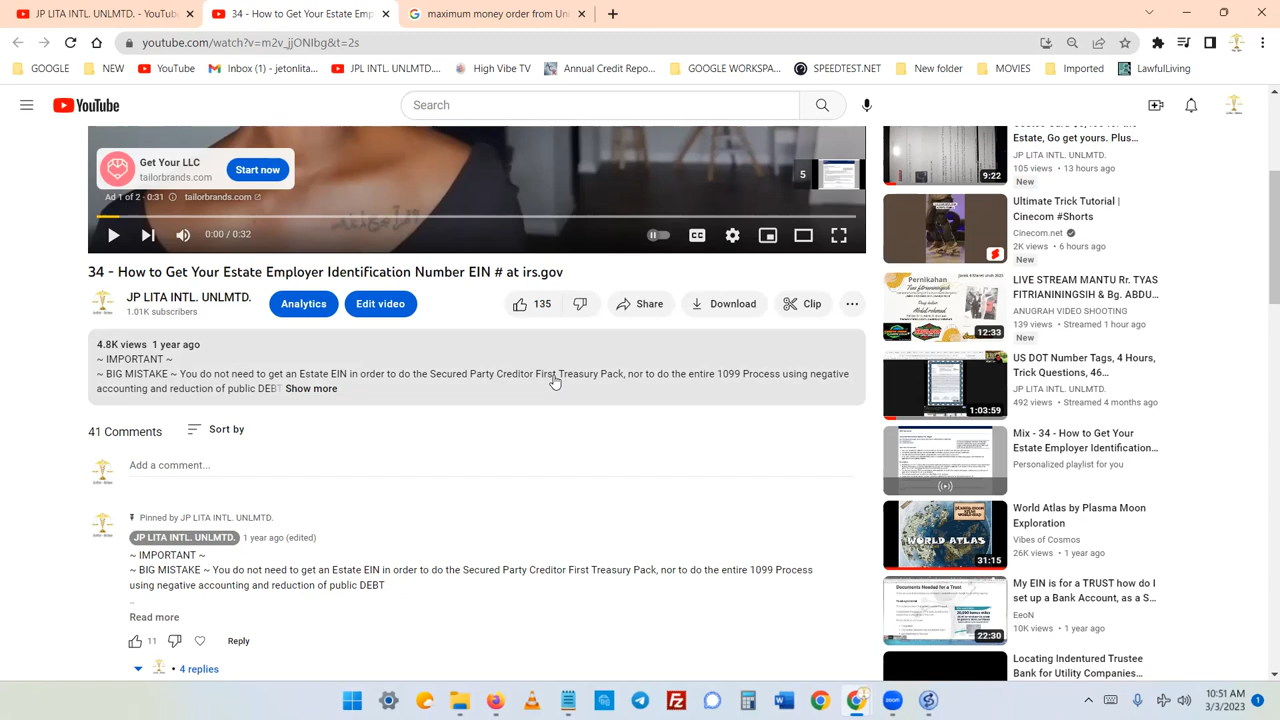 JP LITA INTL. UNLMTD. - YouTub
34 - How to Get Your Estate Emp
maximum money order from Uni
youtube.com/watch?v=m2v_jjONIbg&t=2s
GOOGLE
NEW
YouTube
Inbox (1) - jetonlita...
JPL LITA INTL. UNLMTD...
High VIBE
Annual Credit Repo...
GOOGLE WORKSPA...
SPEEDTEST.NET
New folder
MOVIES
Imported
LawfulLiving
YouTube
Search
Get Your LLC
tailorbrands.com
Start now
5
Ad 1 of 2 · 0:31
tailorbrands.com
0:00 / 0:32
34 - How to Get Your Estate Employer Identification Number EIN # at irs.gov
JP LITA INTL. UNLMTD.
1.01K subscribers
Analytics
Edit video
135
Share
Download
Clip
4.8K views 1 year ago
~ IMPORTANT ~
~ BIG MISTAKE ~ You do not need to get an Estate EIN in order to do the Secured Party Creditor Treasury Pack, nor to do the entire 1099 Process using negative
accounting and reduction of public DEBT Show more
41 Comments
Sort by
Add a comment...
Pinned by JP LITA INTL. UNLMTD.
JP LITA INTL. UNLMTD. 1 year ago (edited)
~ IMPORTANT ~
~ BIG MISTAKE ~ You do not need to get an Estate EIN in order to do the Secured Party Creditor Treasury Pack, nor to do the entire 1099 Process
using negative accounting and reduction of public DEBT
Read more
11
4 replies
Estate, Go get yours. Plus...
JP LITA INTL. UNLMTD.
105 views • 13 hours ago
New
9:22
Ultimate Trick Tutorial |
Cinecom #Shorts
Cinecom.net
2K views • 6 hours ago
New
Pernikahan
12:33
LIVE STREAM MANTU Rr. TYAS
FITRIANININGSIH & Bg. ABDU...
ANUGRAH VIDEO SHOOTING
139 views • Streamed 1 hour ago
New
1:03:59
US DOT Number, Tags, 4 Hours,
Trick Questions, 46...
JP LITA INTL. UNLMTD.
492 views • Streamed 4 months ago
Mix - 34 - How to Get Your
Estate Employer Identification...
Personalized playlist for you
WORLD ATLAS
31:15
World Atlas by Plasma Moon
Exploration
Vibes of Cosmos
26K views • 1 year ago
Documents Needed for a Trust
22:30
My EIN is for a TRUST how do I
set up a Bank Account, as a S...
EeoN
10K views • 1 year ago
Locating Indentured Trustee
Bank for Utility Companies...
10:51 AM
3/3/2023
1